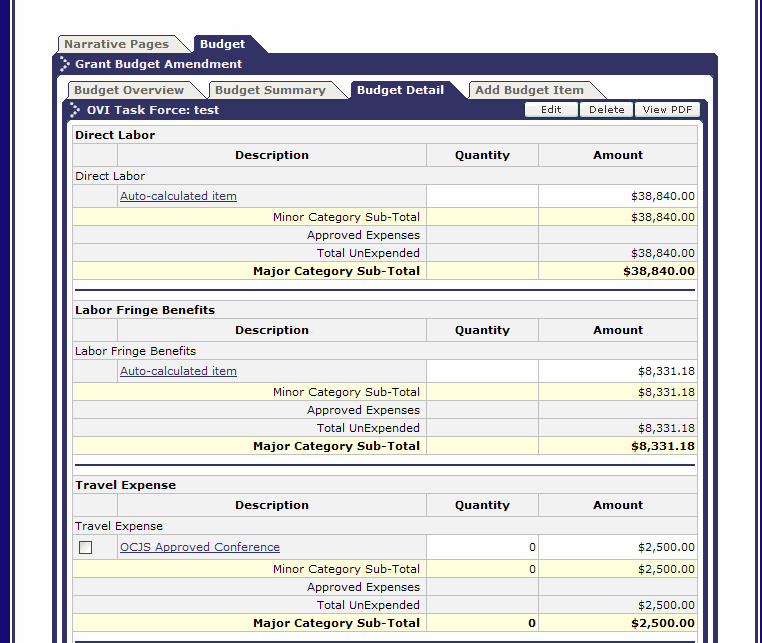 Narrative Pages Budget
Grant Budget Amendment
Budget Overview Budget Summary Budget Detail Add Budget Item
OVI Task Force: test Edit Delete View PDF
Direct Labor
Description Quantity Amount
Direct Labor
Auto-calculated item $38,840.00
Minor Category Sub-Total $38,840.00
Approved Expenses
Total UnExpended $38,840.00
Major Category Sub-Total $38,840.00
Labor Fringe Benefits
Description Quantity Amount
Labor Fringe Benefits
Auto-calculated item $8,331.18
Minor Category Sub-Total $8,331.18
Approved Expenses
Total UnExpended $8,331.18
Major Category Sub-Total $8,331.18
Travel Expense
Description Quantity Amount
Travel Expense
OCJS Approved Conference 0 $2,500.00
Minor Category Sub-Total 0 $2,500.00
Approved Expenses
Total UnExpended $2,500.00
Major Category Sub-Total 0 $2,500.00